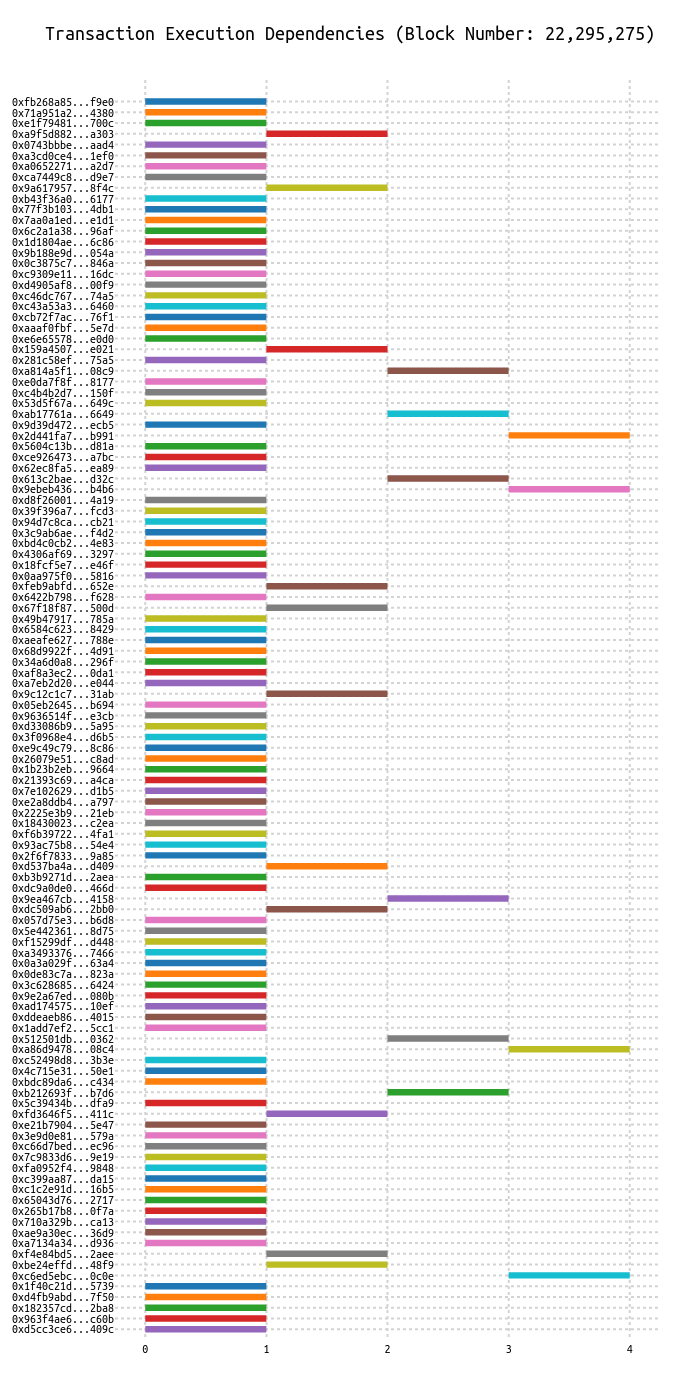 Transaction Execution Dependencies (Block Number: 22,295,275)
0xfb268a85...f9e0
0x71a951a2...4380
0xe1f79481...700c
0xa9f5d882...a303
0x0743bbbe...aad4
0xa3cd0ce4...1ef0
0xa0652271...a2d7
0xca7449c8...d9e7
0x9a617957...8f4c
0xb43f36a0...6177
0x77f3b103...4db1
0x7aa0a1ed...e1d1
0x6c2a1a38...96af
0x1d1804ae...6c86
0x9b188e9d...054a
0x0c3875c7...846a
0xc9309e11...16dc
0xd4905af8...00f9
0xc46dc767...74a5
0xc43a53a3...6460
0xcb72f7ac...76f1
0xaaaf0fbf...5e7d
0xe6e65578...e0d0
0x159a4507...e021
0x281c58ef...75a5
0xa814a5f1...08c9
0xe0da7f8f...8177
0xc4b4b2d7...150f
0x53d5f67a...649c
0xab17761a...6649
0x9d39d472...ecb5
0x2d441fa7...b991
0x5604c13b...d81a
0xce926473...a7bc
0x62ec8fa5...ea89
0x613c2bae...d32c
0x9ebeb436...b4b6
0xd8f26001...4a19
0x39f396a7...fcd3
0x94d7c8ca...cb21
0x3c9ab6ae...f4d2
0xbd4c0cb2...4e83
0x4306af69...3297
0x18fcf5e7...e46f
0x0aa975f0...5816
0xfeb9abfd...652e
0x6422b798...f628
0x67f18f87...500d
0x49b47917...785a
0x6584c623...8429
0xaeafe627...788e
0x68d9922f...4d91
0x34a6d0a8...296f
0xaf8a3ec2...0da1
0xa7eb2d20...e044
0x9c12c1c7...31ab
0x05eb2645...b694
0x9636514f...e3cb
0xd33086b9...5a95
0x3f0968e4...d6b5
0xe9c49c79...8c86
0x26079e51...c8ad
0x1b23b2eb...9664
0x21393c69...a4ca
0x7e102629...d1b5
0xe2a8ddb4...a797
0x2225e3b9...21eb
0x18430023...c2ea
0xf6b39722...4fa1
0x93ac75b8...54e4
0x2f6f7833...9a85
0xd537ba4a...d409
0xb3b9271d...2aea
0xdc9a0de0...466d
0x9ea467cb...4158
0xdc509ab6...2bb0
0x057d75e3...b6d8
0x5e442361...8d75
0xf15299df...d448
0xa3493376...7466
0x0a3a029f...63a4
0x0de83c7a...823a
0x3c628685...6424
0x9e2a67ed...080b
0xad174575...10ef
0xddeaeb86...4015
0x1add7ef2...5cc1
0x512501db...0362
0xa86d9478...08c4
0xc52498d8...3b3e
0x4c715e31...50e1
0xbdc89da6...c434
0xb212693f...b7d6
0x5c39434b...dfa9
0xfd3646f5...411c
0xe21b7904...5e47
0x3e9d0e81...579a
0xc66d7bed...ec96
0x7c9833d6...9e19
0xfa0952f4...9848
0xc399aa87...da15
0xc1c2e91d...16b5
0x65043d76...2717
0x265b17b8...0f7a
0x710a329b...ca13
0xae9a30ec...36d9
0xa7134a34...d936
0xf4e84bd5...2aee
0xbe24effd...48f9
0xc6ed5ebc...0c0e
0x1f40c21d...5739
0xd4fb9abd...7f50
0x182357cd...2ba8
0x963f4ae6...c60b
0xd5cc3ce6...409c
0 1 2 3 4